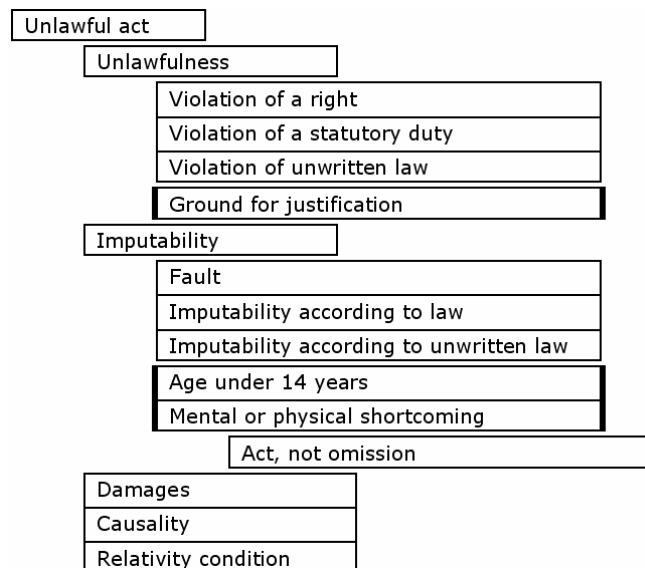 Unlawful act
Unlawfulness
Violation of a right
Violation of a statutory duty
Violation of unwritten law
Ground for justification
Imputability
Fault
Imputability according to law
Imputability according to unwritten law
Age under 14 years
Mental or physical shortcoming
Act, not omission
Damages
Causality
Relativity condition